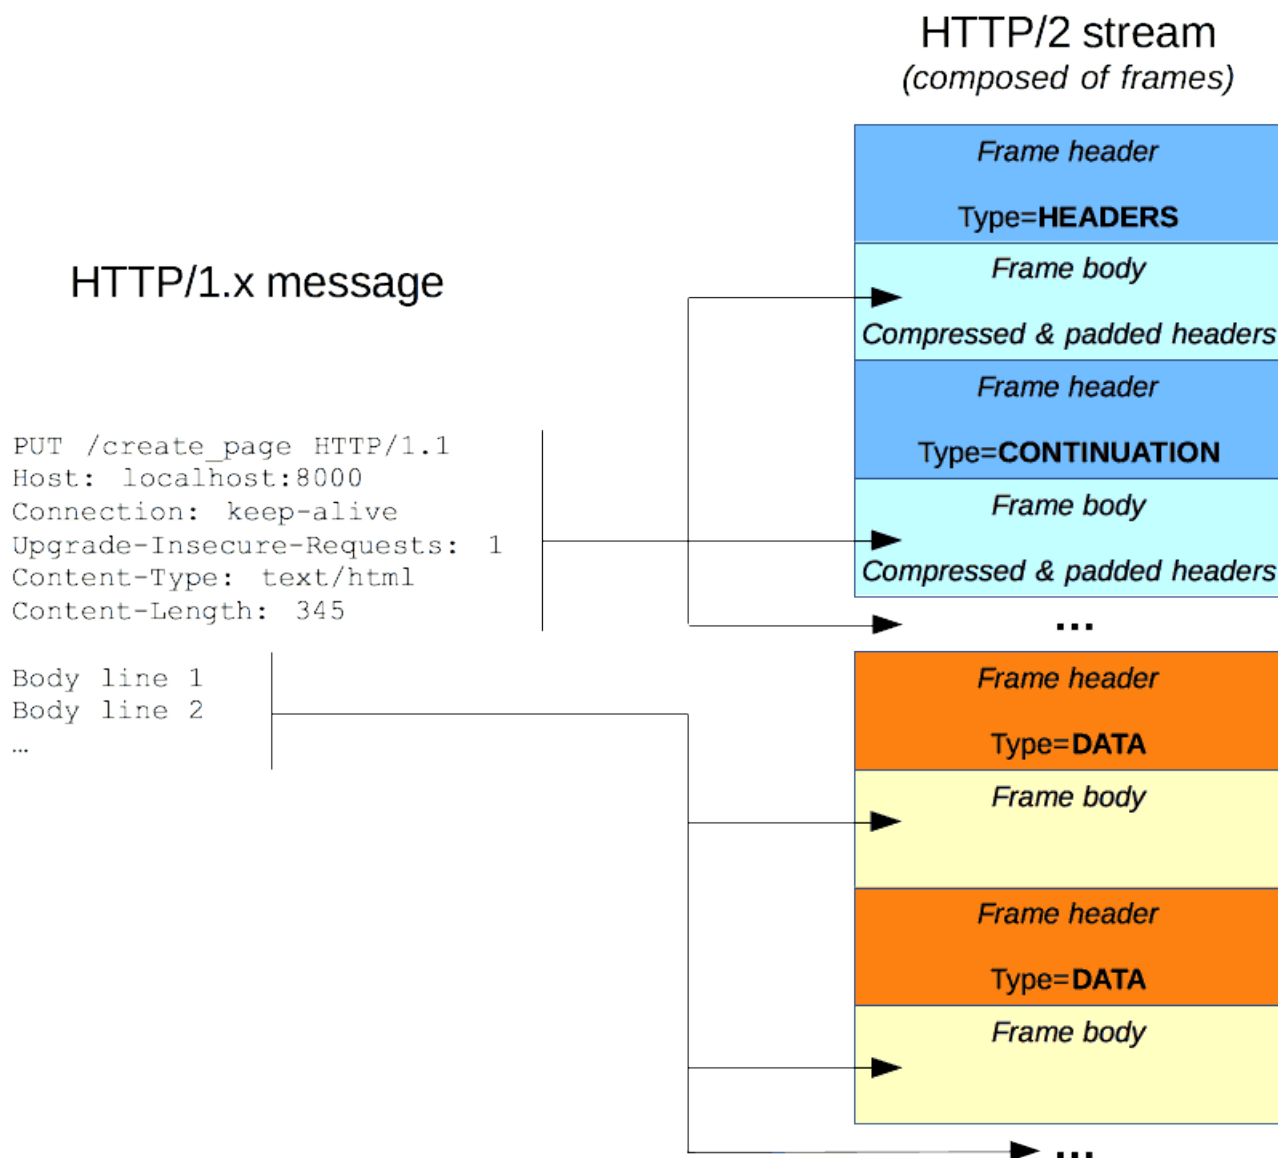 HTTP/2 stream
(composed of frames)
HTTP/1.x message
PUT /create_page HTTP/1.1
Host: localhost:8000
Connection: keep-alive
Upgrade-Insecure-Requests: 1
Content-Type: text/html
Content-Length: 345
Body line 1
Body line 2
…
Frame header
Type=HEADERS
Frame body
Compressed & padded headers
Frame header
Type=CONTINUATION
Frame body
Compressed & padded headers
...
Frame header
Type=DATA
Frame body
Frame header
Type=DATA
Frame body
...